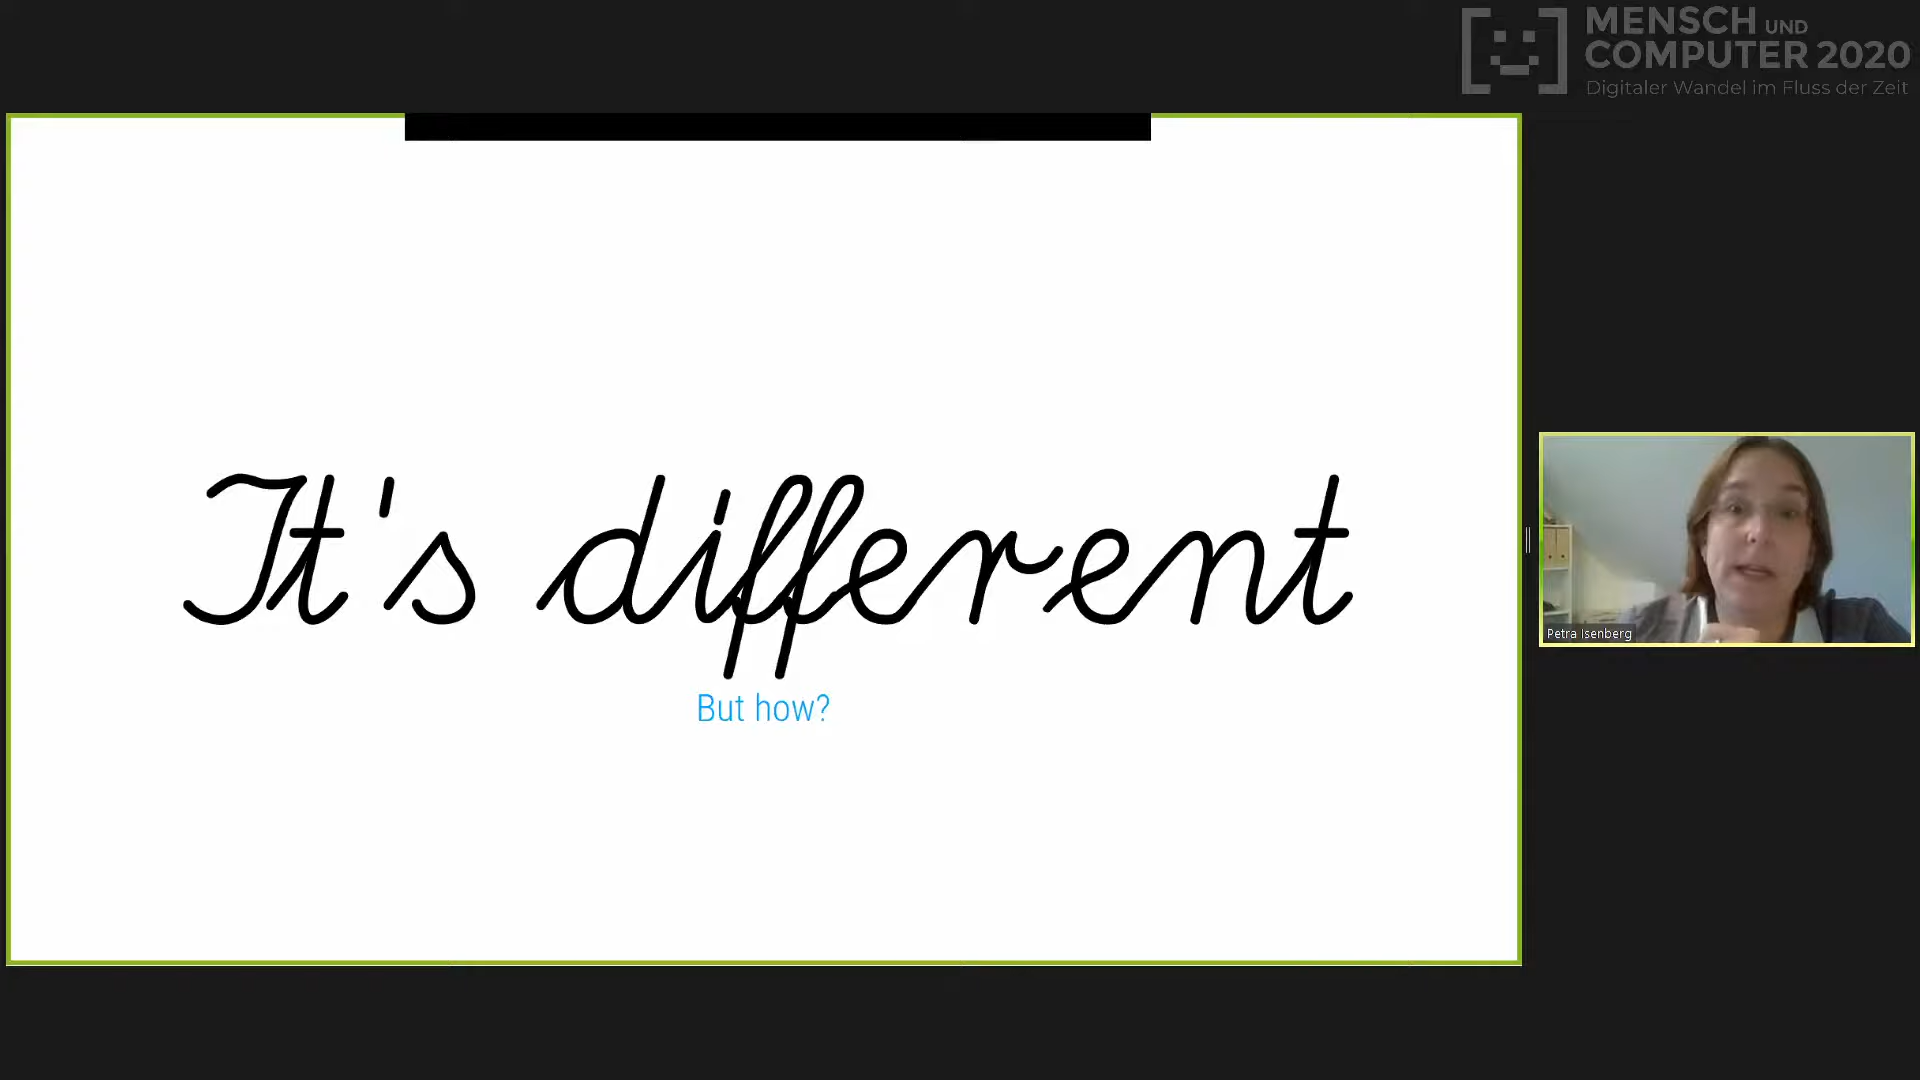 MENSCH UND
COMPUTER 2020
Digitaler Wandel im Fluss der Zeit
It's different
But how?
Petra Isenberg